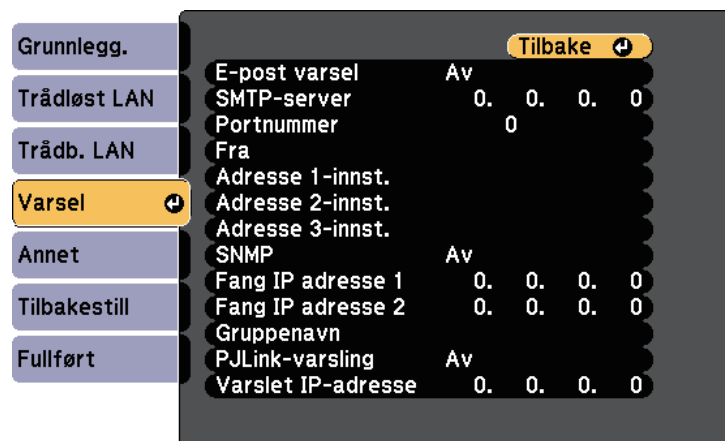 Grunnlegg.
Trådløst LAN
Trådb. LAN
Varsel
Annet
Tilbakestill
Fullført
Tilbake
E-post varsel Av
SMTP-server 0. 0. 0. 0
Portnummer 0
Fra
Adresse 1-innst.
Adresse 2-innst.
Adresse 3-innst.
SNMP Av
Fang IP adresse 1 0. 0. 0. 0
Fang IP adresse 2 0. 0. 0. 0
Gruppenavn
PJLink-varsling Av
Varslet IP-adresse 0. 0. 0. 0